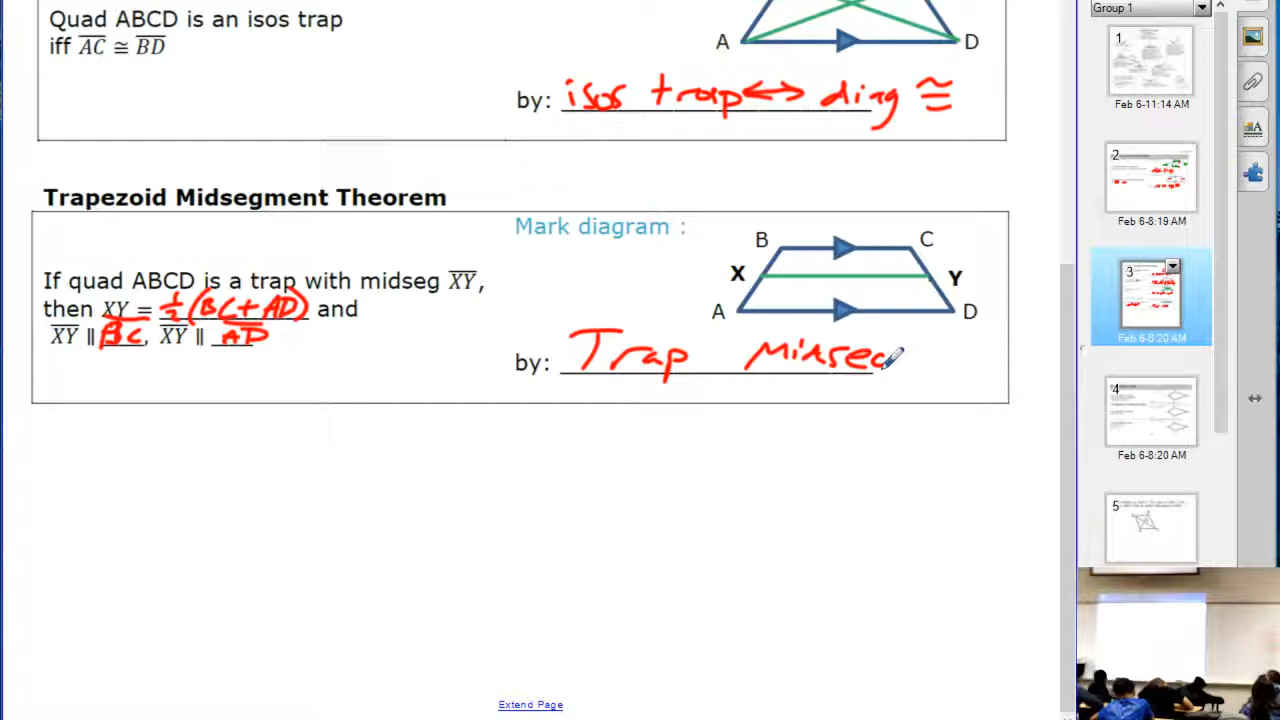 Quad ABCD is an isos trap
iff AC ≅ BD
A
D
by: isos trap ↔ diag ≅
Trapezoid Midsegment Theorem
Mark diagram :
B
C
X
Y
A
D
If quad ABCD is a trap with midseg XY,
then XY = ½(BC + AD) and
XY ∥ BC, XY ∥ AD
by: Trap Midseg
Extend Page
Group 1
1
Feb 6-11:14 AM
2
Feb 6-8:19 AM
3
Feb 6-8:20 AM
4
Feb 6-8:20 AM
5